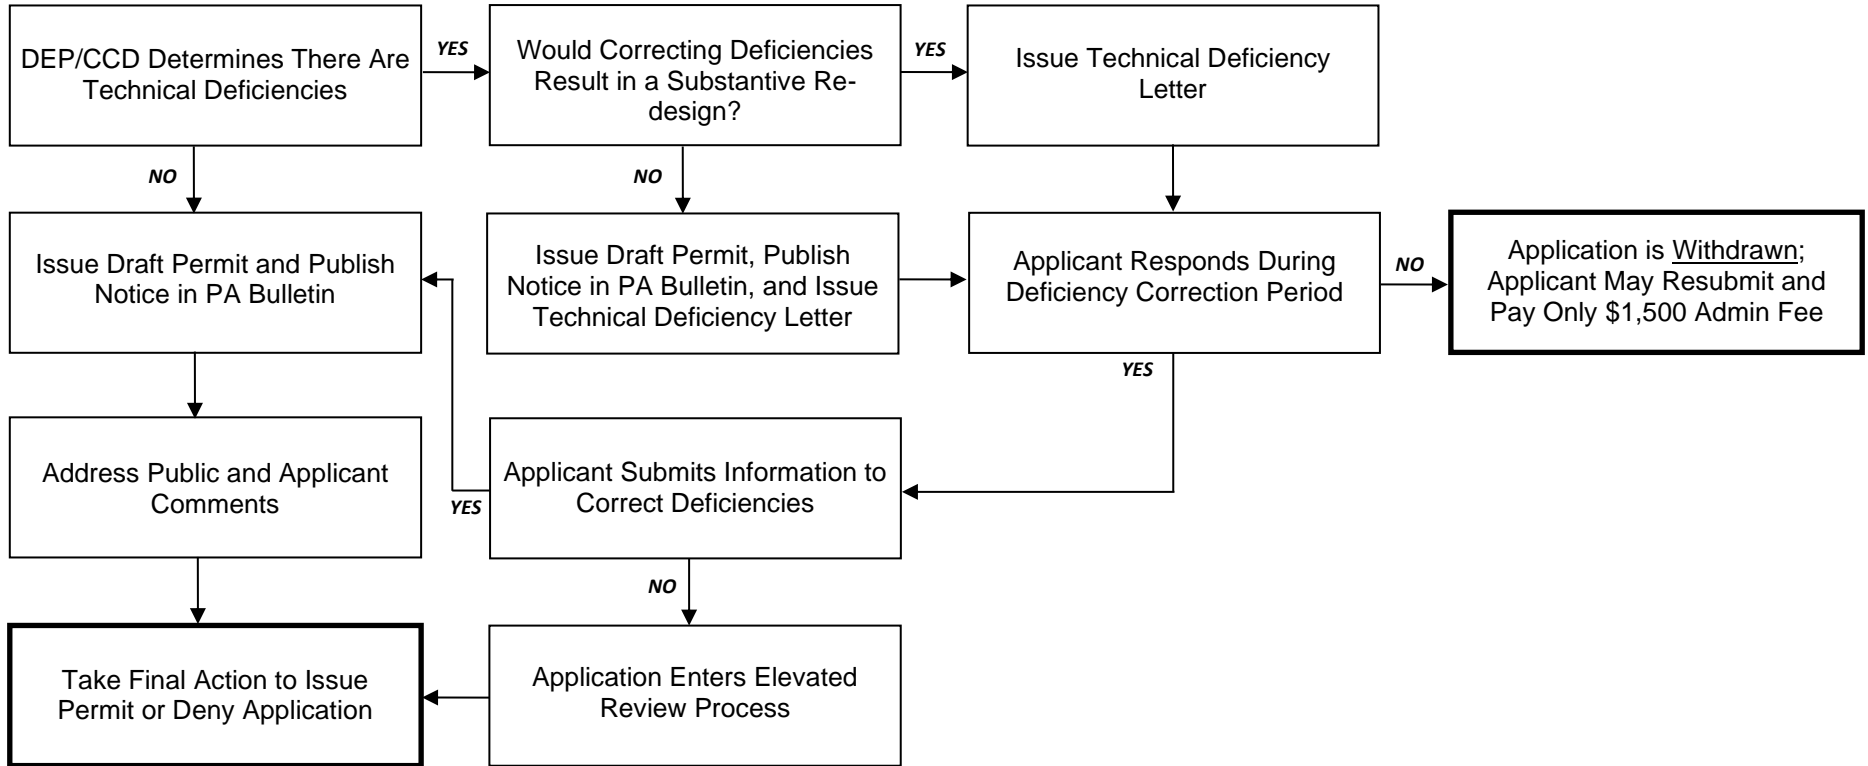 DEP/CCD Determines There Are
Technical Deficiencies
YES
Would Correcting Deficiencies
Result in a Substantive Re-
design?
YES
Issue Technical Deficiency
Letter
NO
NO
Issue Draft Permit and Publish
Notice in PA Bulletin
Issue Draft Permit, Publish
Notice in PA Bulletin, and Issue
Technical Deficiency Letter
Applicant Responds During
Deficiency Correction Period
NO
Application is Withdrawn;
Applicant May Resubmit and
Pay Only $1,500 Admin Fee
YES
Address Public and Applicant
Comments
YES
Applicant Submits Information to
Correct Deficiencies
NO
Take Final Action to Issue
Permit or Deny Application
Application Enters Elevated
Review Process